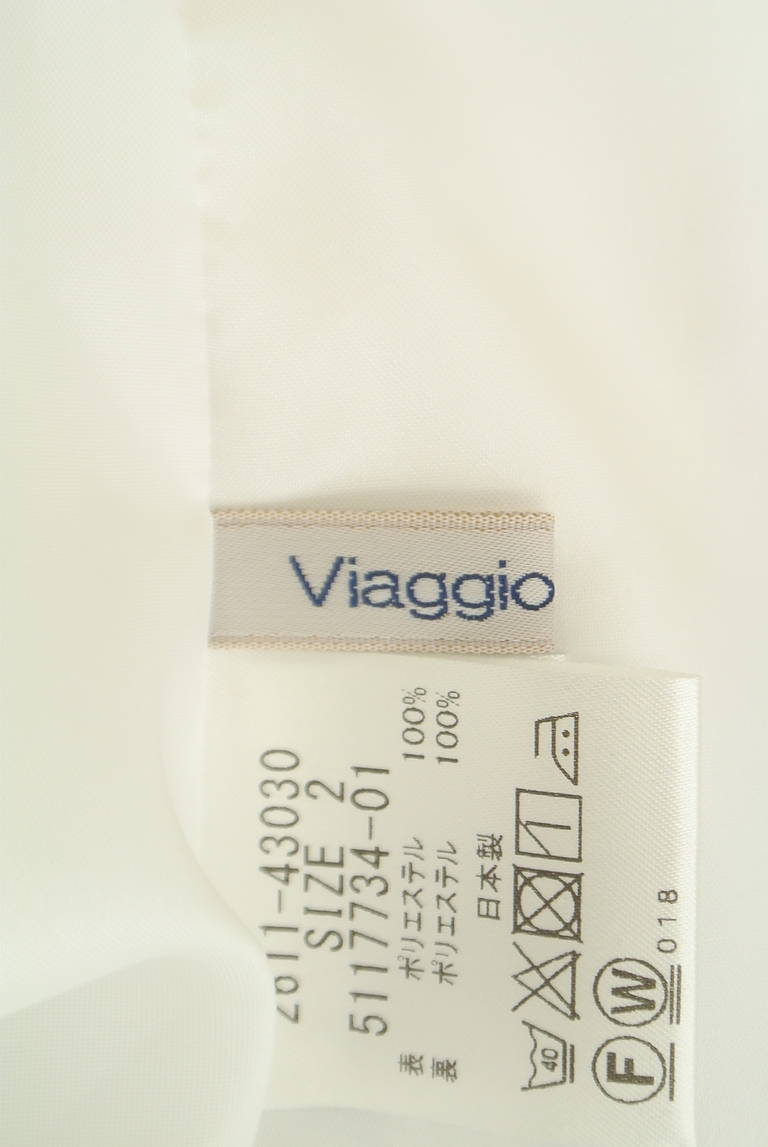 Viaggio
2611-43030
SIZE 2
5117734-01
表 ポリエステル 100%
裏 ポリエステル 100%
日本製
40
F W
018